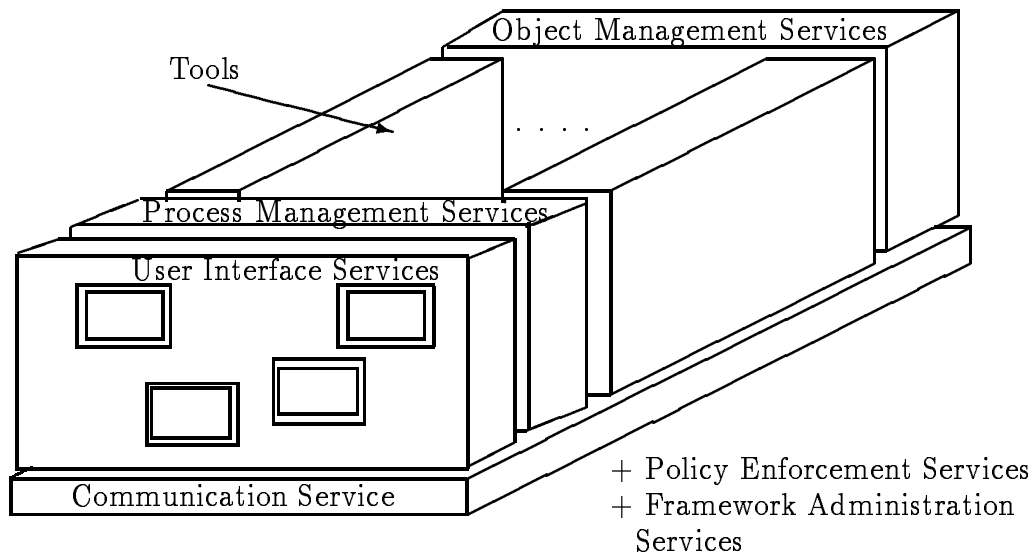 Object Management Services
Tools
. . . .
Process Management Services
User Interface Services
Communication Service
+ Policy Enforcement Services
+ Framework Administration
Services